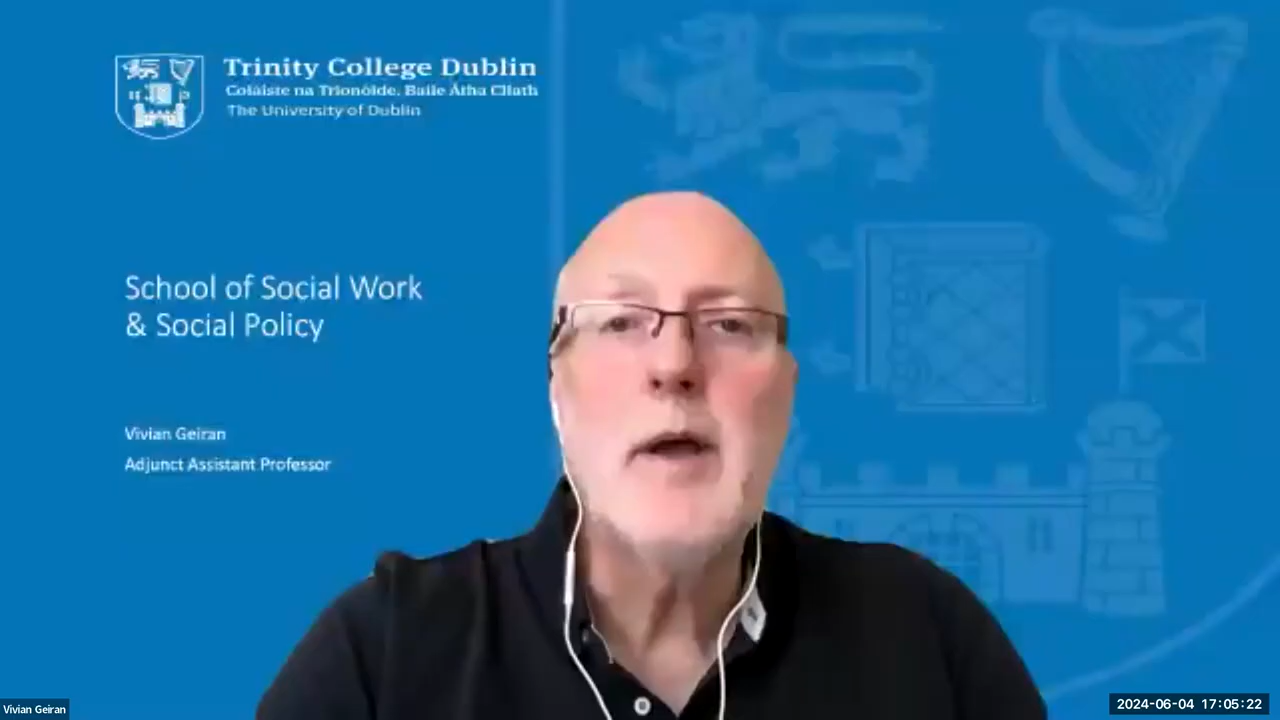 Trinity College Dublin
Coláiste na Tríonóide, Baile Átha Cliath
The University of Dublin
School of Social Work
& Social Policy
Vivian Geiran
Adjunct Assistant Professor
Vivian Geiran
2024-06-04 17:05:22